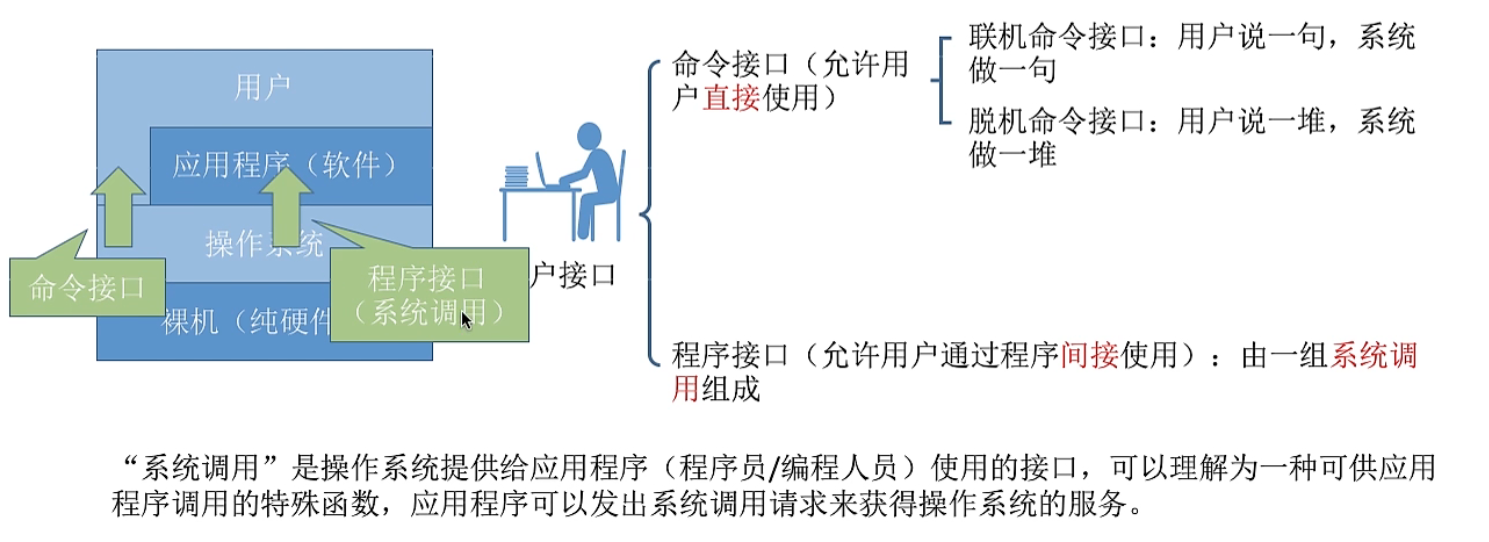 用户
应用程序（软件）
操作系统
命令接口
程序接口
（系统调用）
裸机（纯硬件
户接口
命令接口（允许用
户直接使用）
联机命令接口：用户说一句，系统
做一句
脱机命令接口：用户说一堆，系统
做一堆
程序接口（允许用户通过程序间接使用）：由一组系统调
用组成
“系统调用”是操作系统提供给应用程序（程序员/编程人员）使用的接口，可以理解为一种可供应用
程序调用的特殊函数，应用程序可以发出系统调用请求来获得操作系统的服务。